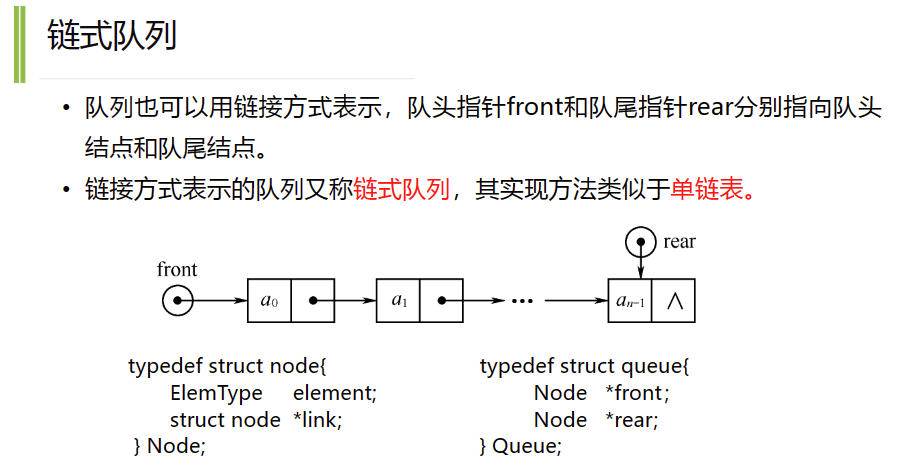 链式队列
• 队列也可以用链接方式表示，队头指针front和队尾指针rear分别指向队头
结点和队尾结点。
• 链接方式表示的队列又称链式队列，其实现方法类似于单链表。
rear
front
a0 a1 ··· an−1 ∧
typedef struct node{
ElemType element;
struct node *link;
} Node;
typedef struct queue{
Node *front;
Node *rear;
} Queue;